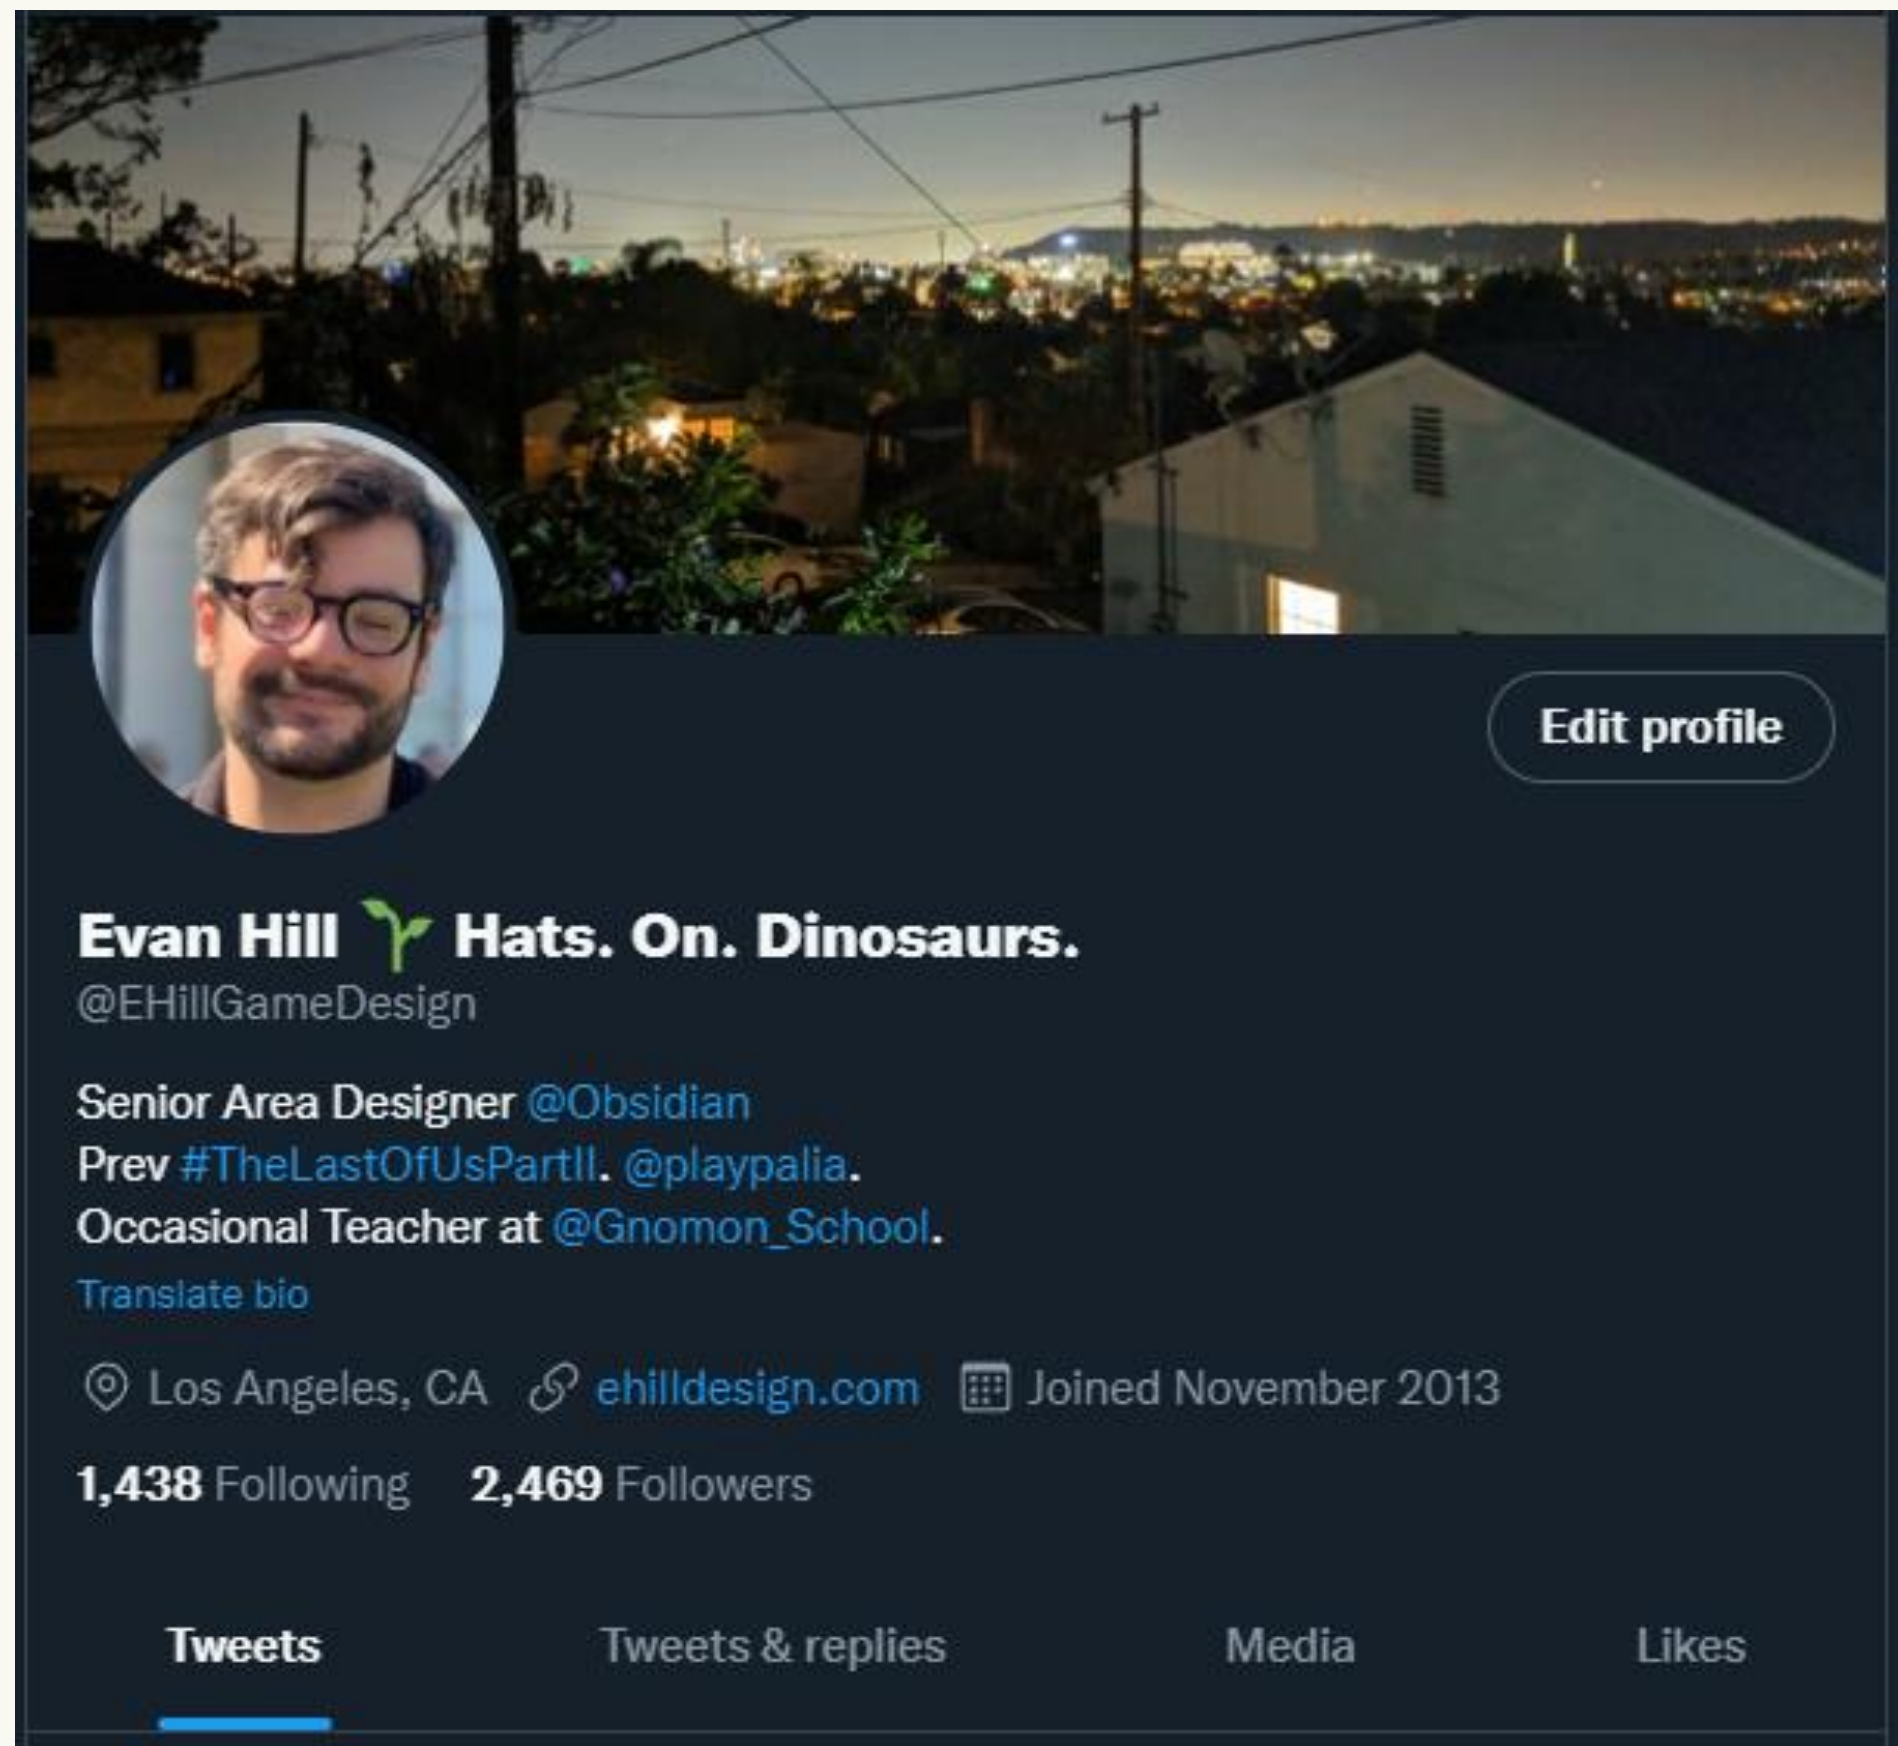 Edit profile
Evan Hill 🌱 Hats. On. Dinosaurs.
@EHillGameDesign
Senior Area Designer @Obsidian
Prev #TheLastOfUsPartII. @playpalia.
Occasional Teacher at @Gnomon_School.
Translate bio
Los Angeles, CA ehilldesign.com Joined November 2013
1,438 Following 2,469 Followers
Tweets Tweets & replies Media Likes